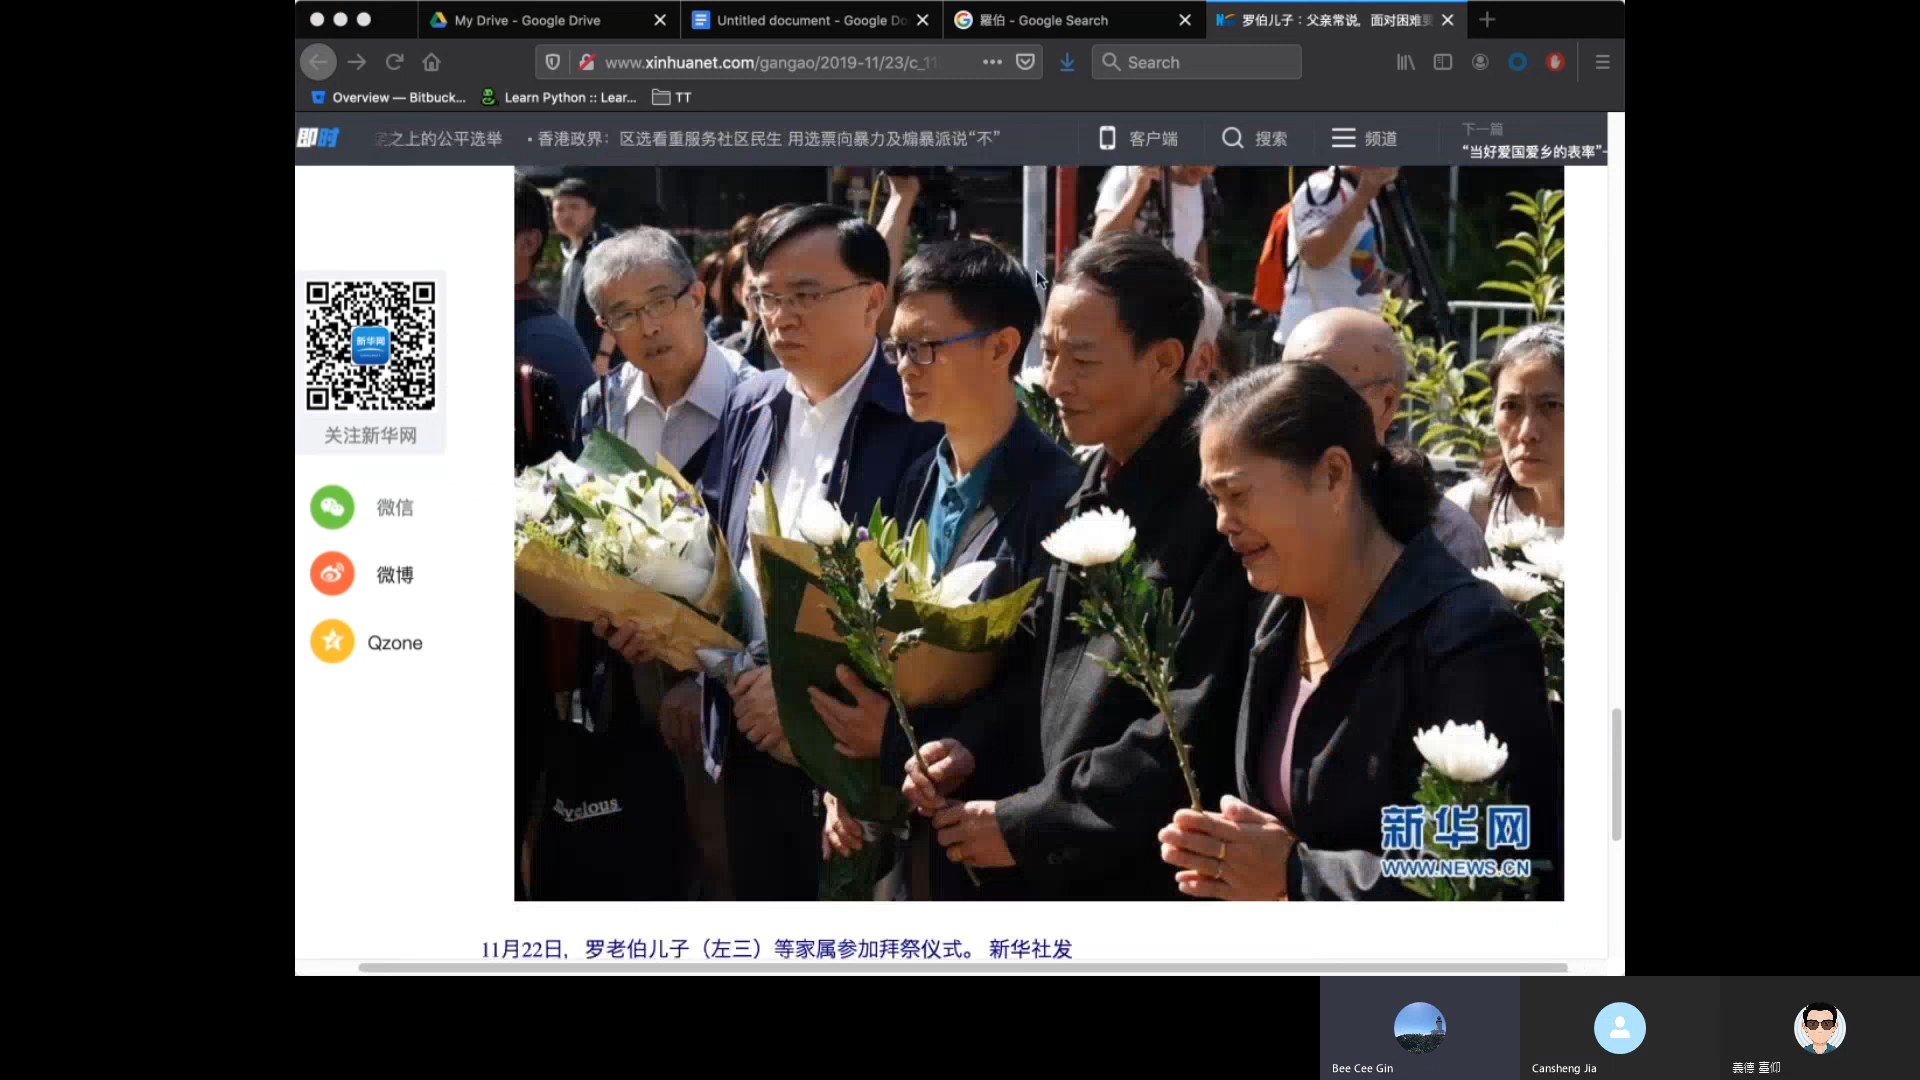 My Drive - Google Drive
Untitled document - Google Do
羅伯 - Google Search
罗伯儿子：父亲常说，面对困难要
www.xinhuanet.com/gangao/2019-11/23/c_11
Search
Overview — Bitbuck...
Learn Python :: Lear...
TT
即时
之上的公平选举
• 香港政界：区选看重服务社区民生 用选票向暴力及煽暴派说“不”
客户端
搜索
频道
下一篇
“当好爱国爱乡的表率”
新华网
关注新华网
微信
微博
Qzone
velous
新华网
WWW.NEWS.CN
11月22日，罗老伯儿子（左三）等家属参加拜祭仪式。 新华社发
Bee Cee Gin
Cansheng Jia